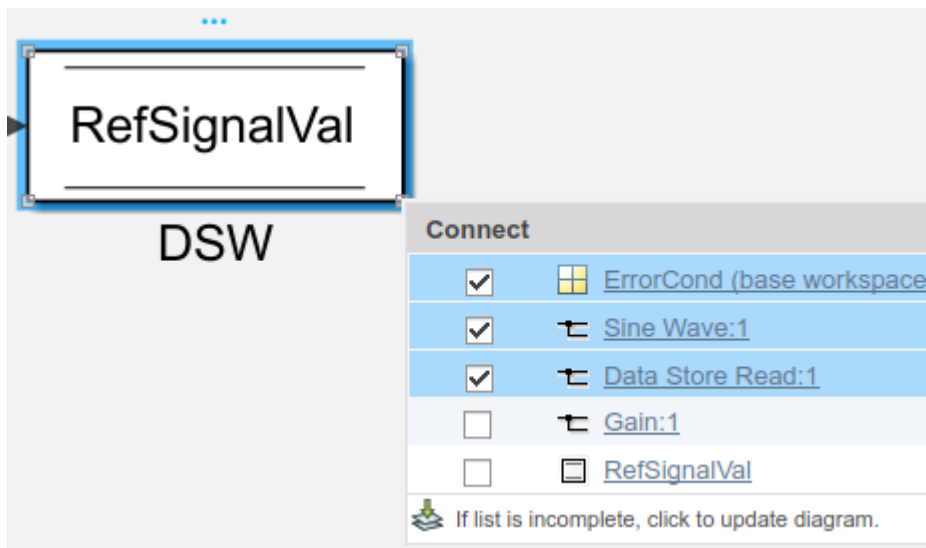 RefSignalVal
DSW
Connect
ErrorCond (base workspace
Sine Wave:1
Data Store Read:1
Gain:1
RefSignalVal
If list is incomplete, click to update diagram.